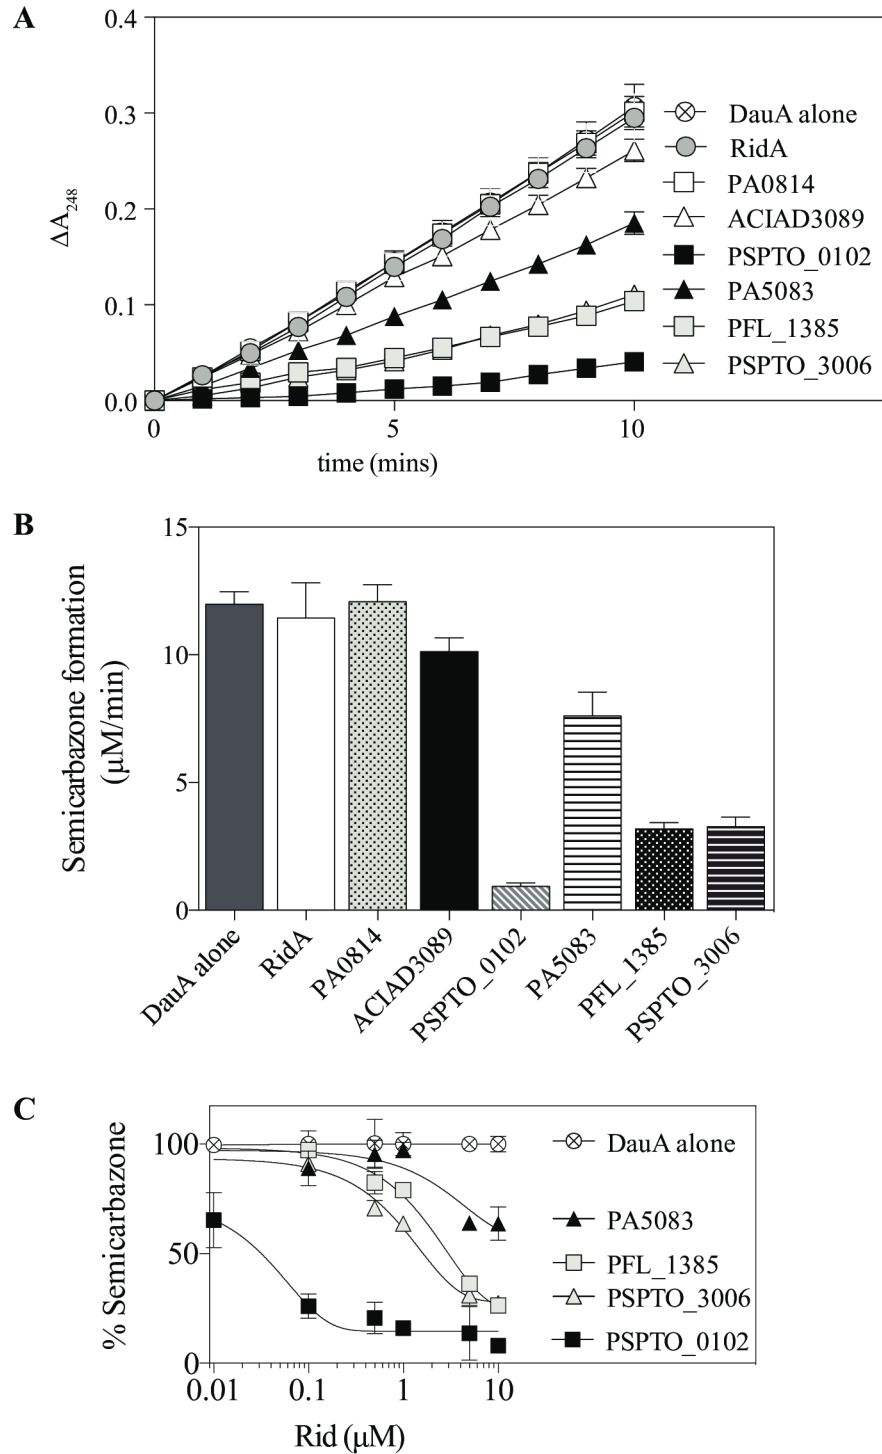 A
0.4
0.3
0.2
0.1
0.0
ΔA248
0 5 10
time (mins)
DauA alone
RidA
PA0814
ACIAD3089
PSPTO_0102
PA5083
PFL_1385
PSPTO_3006
B
15
10
5
0
Semicarbazone formation
(μM/min)
DauA alone
RidA
PA0814
ACIAD3089
PSPTO_0102
PA5083
PFL_1385
PSPTO_3006
C
100
50
0
% Semicarbazone
0.01 0.1 1 10
Rid (μM)
DauA alone
PA5083
PFL_1385
PSPTO_3006
PSPTO_0102